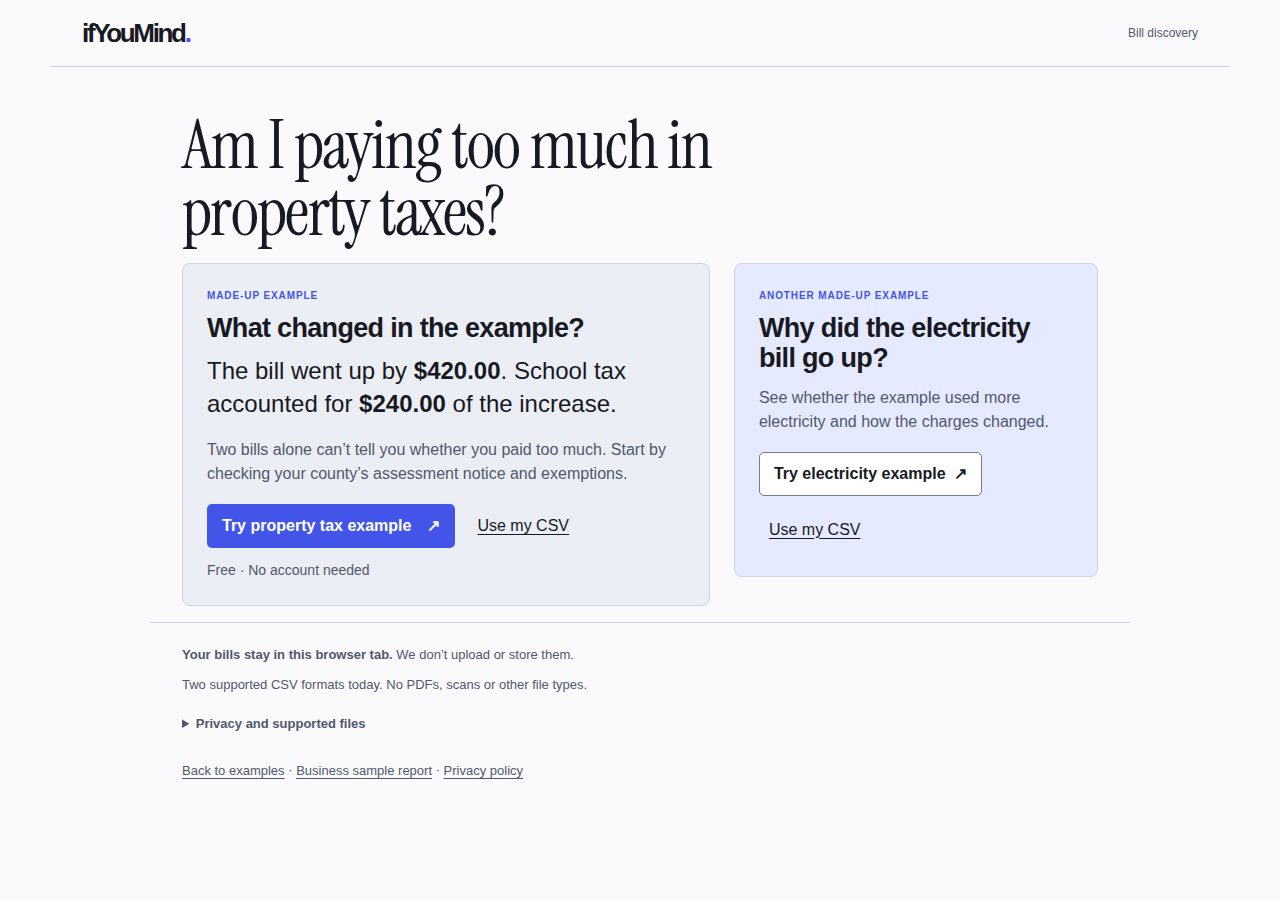 ifYouMind.
Bill discovery
Am I paying too much in
property taxes?
MADE-UP EXAMPLE
What changed in the example?
The bill went up by $420.00. School tax
accounted for $240.00 of the increase.
Two bills alone can’t tell you whether you paid too much. Start by
checking your county’s assessment notice and exemptions.
Try property tax example ↗
Use my CSV
Free · No account needed
ANOTHER MADE-UP EXAMPLE
Why did the electricity
bill go up?
See whether the example used more
electricity and how the charges changed.
Try electricity example ↗
Use my CSV
Your bills stay in this browser tab. We don’t upload or store them.
Two supported CSV formats today. No PDFs, scans or other file types.
Privacy and supported files
Back to examples · Business sample report · Privacy policy